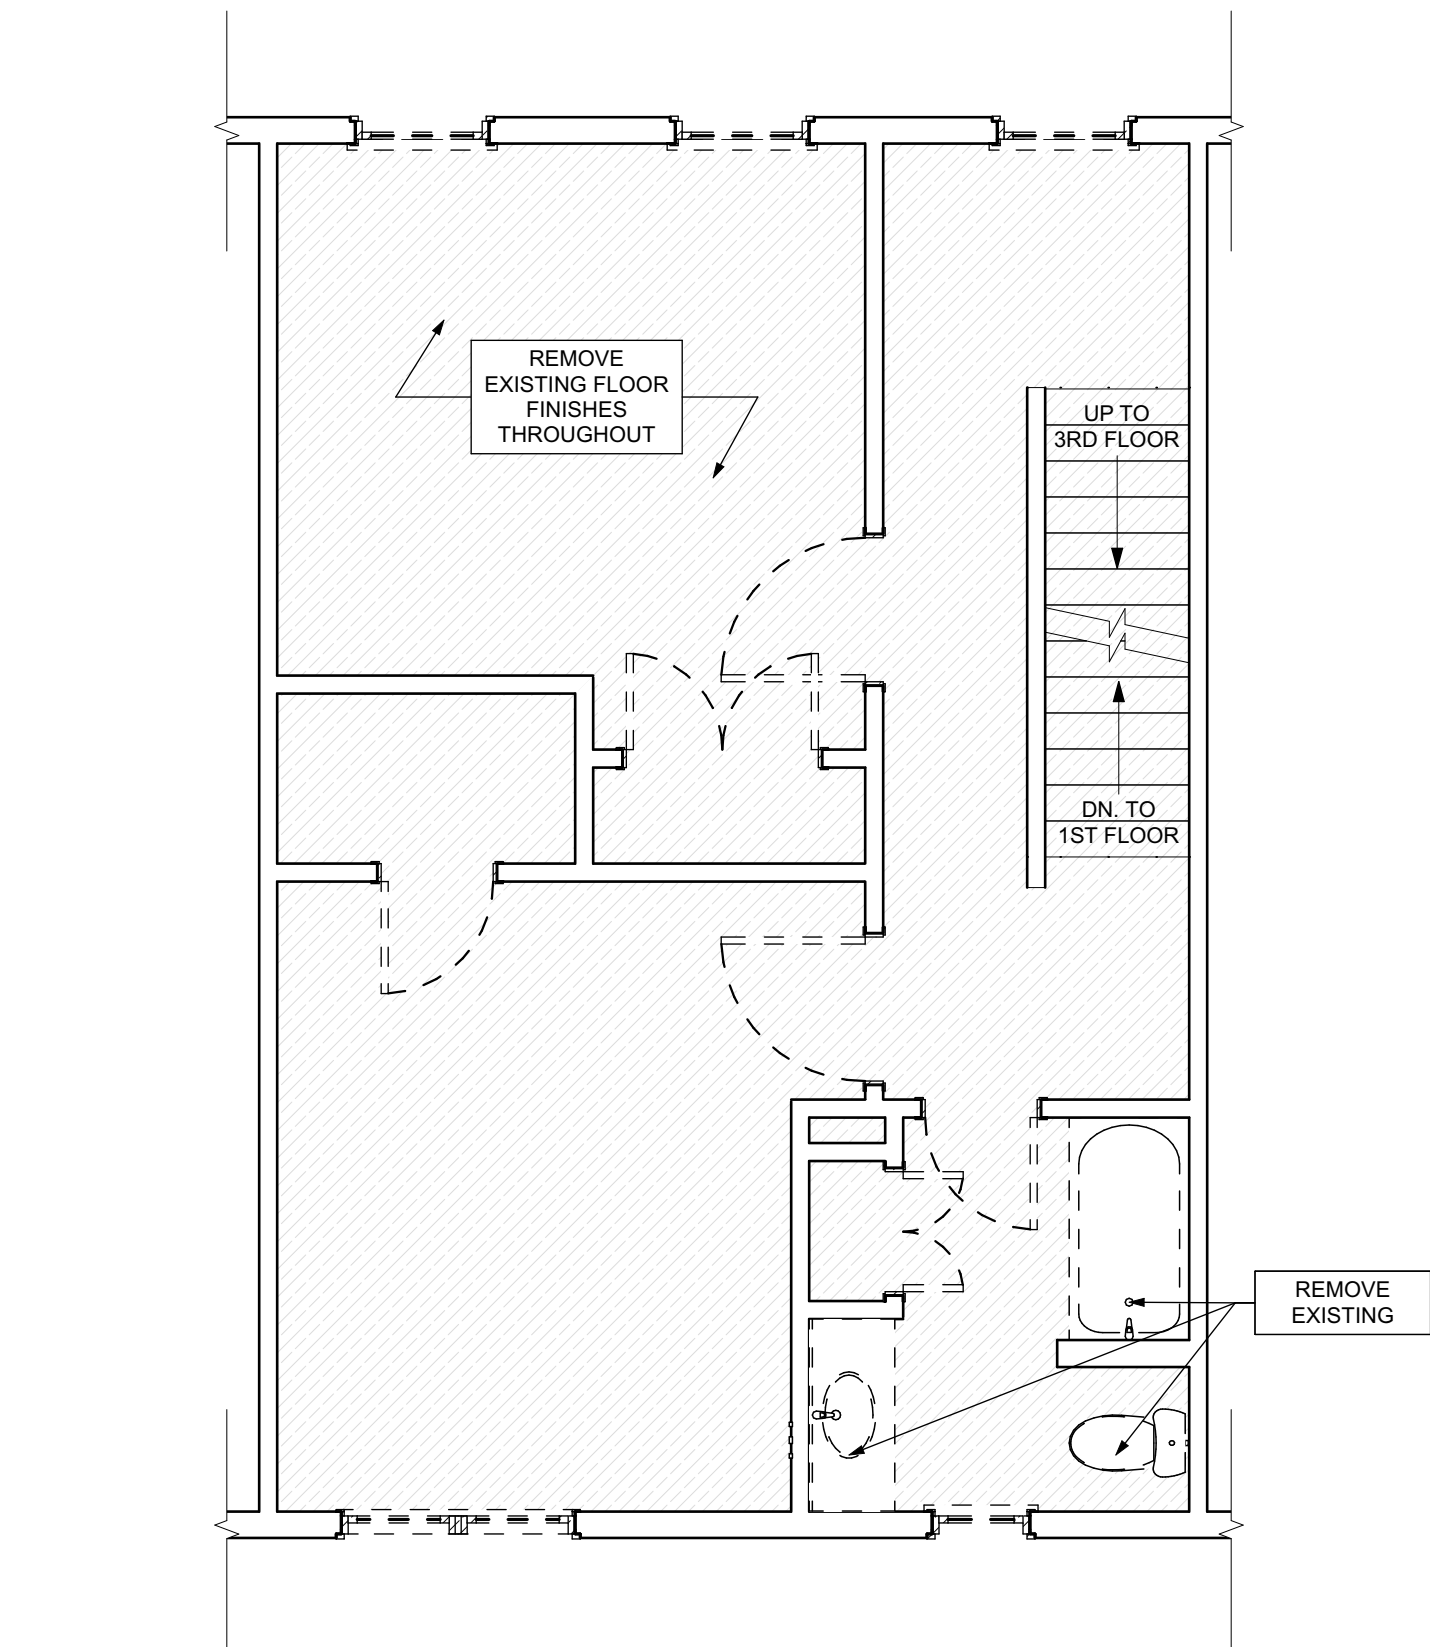 REMOVE
EXISTING FLOOR
FINISHES
THROUGHOUT
UP TO
3RD FLOOR
DN. TO
1ST FLOOR
REMOVE
EXISTING